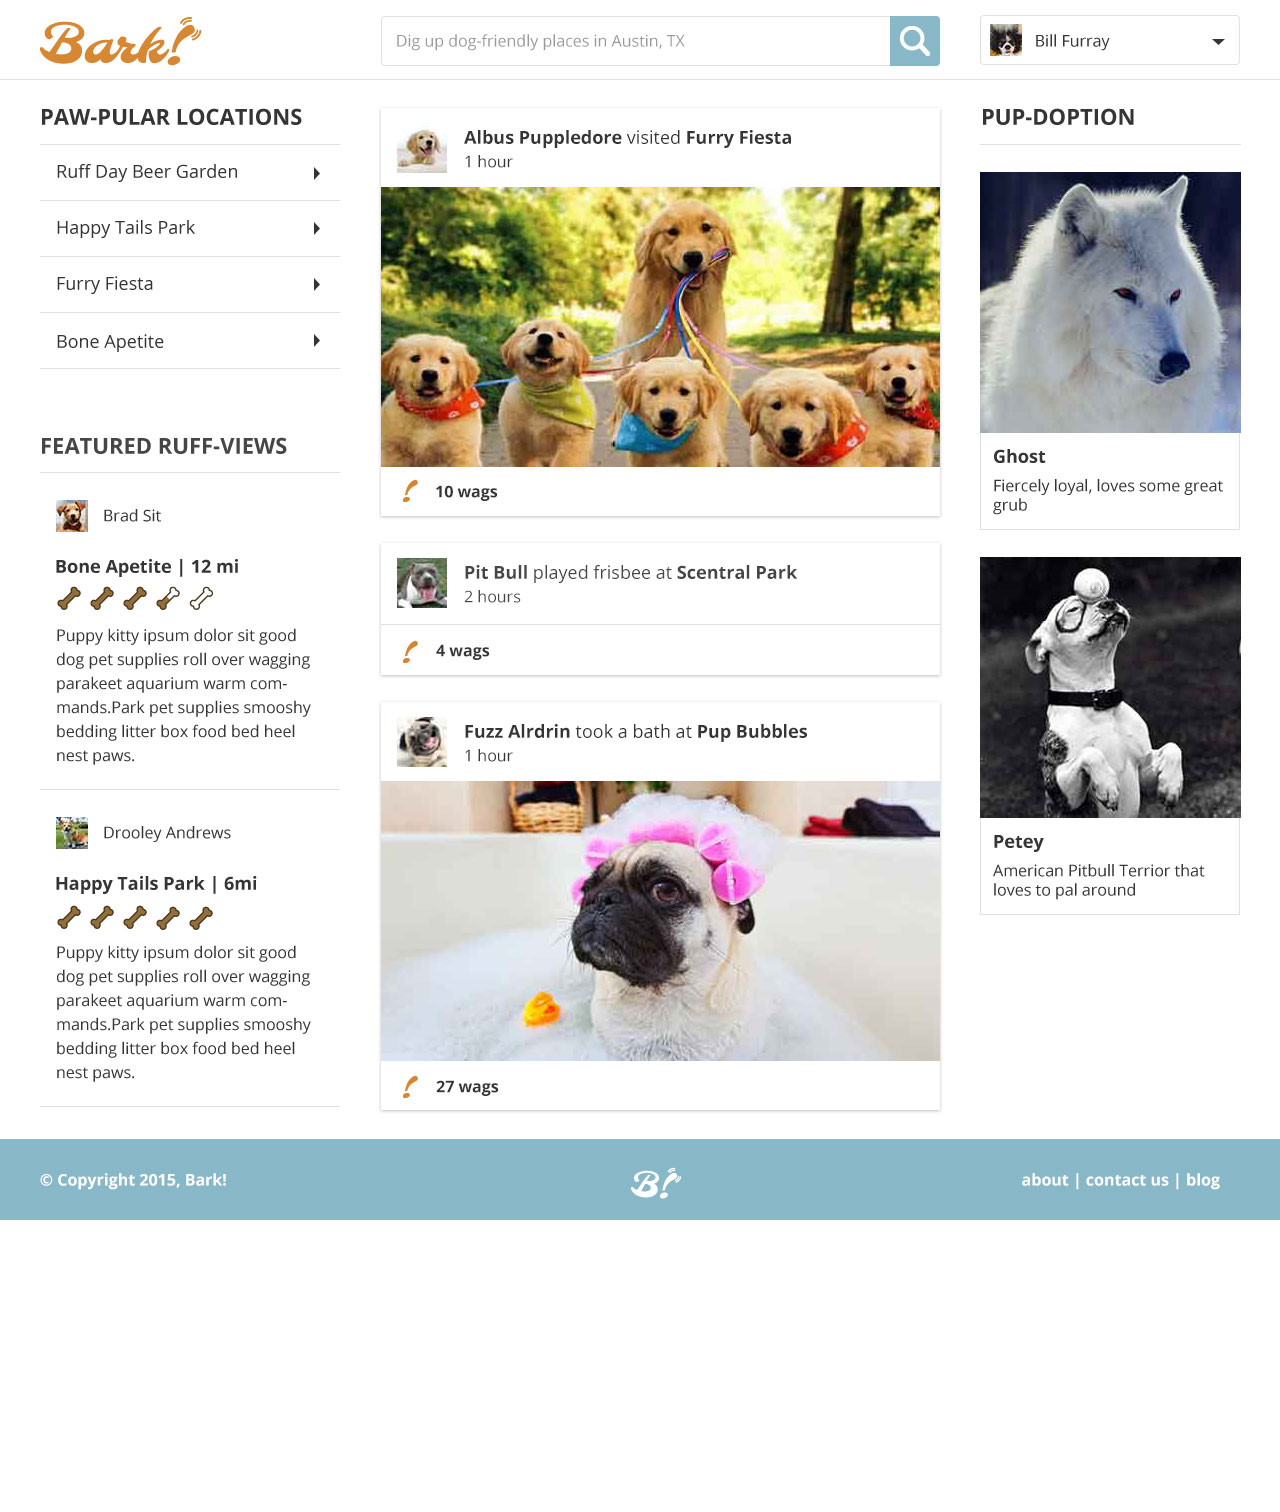 Bark!
Dig up dog-friendly places in Austin, TX
Bill Furray
PAW-PULAR LOCATIONS
Ruff Day Beer Garden
Happy Tails Park
Furry Fiesta
Bone Apetite
FEATURED RUFF-VIEWS
Brad Sit
Bone Apetite | 12 mi
Puppy kitty ipsum dolor sit good
dog pet supplies roll over wagging
parakeet aquarium warm com-
mands.Park pet supplies smooshy
bedding litter box food bed heel
nest paws.
Drooley Andrews
Happy Tails Park | 6mi
Puppy kitty ipsum dolor sit good
dog pet supplies roll over wagging
parakeet aquarium warm com-
mands.Park pet supplies smooshy
bedding litter box food bed heel
nest paws.
Albus Puppledore visited Furry Fiesta
1 hour
10 wags
Pit Bull played frisbee at Scentral Park
2 hours
4 wags
Fuzz Alrdrin took a bath at Pup Bubbles
1 hour
27 wags
PUP-DOPTION
Ghost
Fiercely loyal, loves some great
grub
Petey
American Pitbull Terrior that
loves to pal around
© Copyright 2015, Bark!
B!
about | contact us | blog